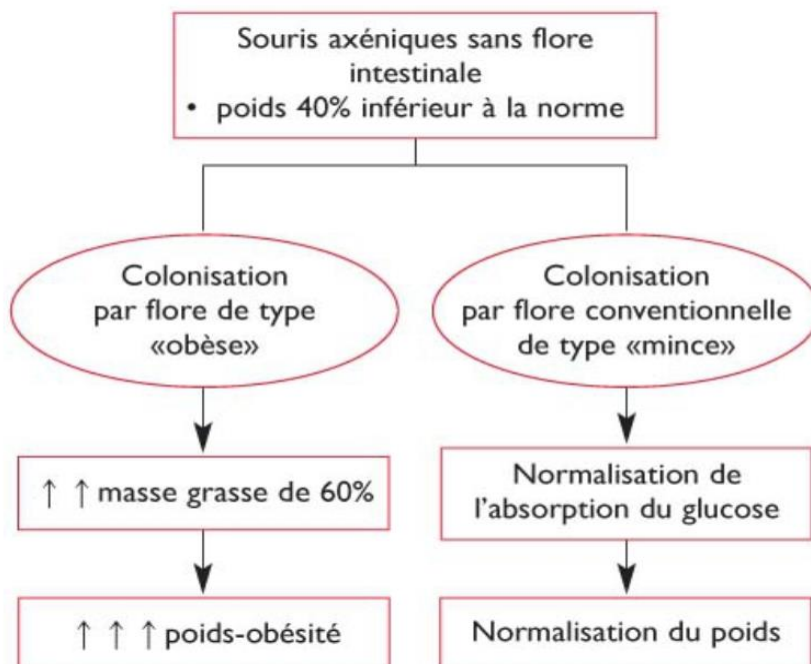 Souris axéniques sans flore
intestinale
• poids 40% inférieur à la norme
Colonisation
par flore de type
«obèse»
Colonisation
par flore conventionnelle
de type «mince»
↑ ↑ masse grasse de 60%
Normalisation de
l'absorption du glucose
↑ ↑ ↑ poids-obésité
Normalisation du poids